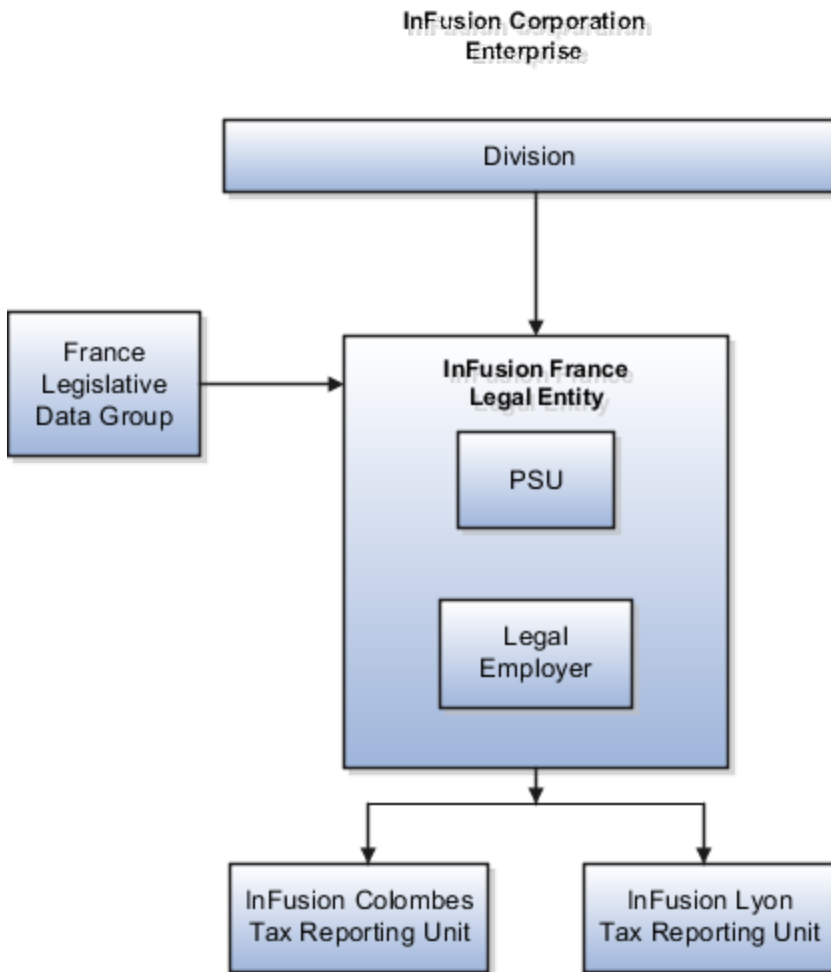 InFusion Corporation
Enterprise
Division
France
Legislative
Data Group
InFusion France
Legal Entity
PSU
Legal
Employer
InFusion Colombes
Tax Reporting Unit
InFusion Lyon
Tax Reporting Unit